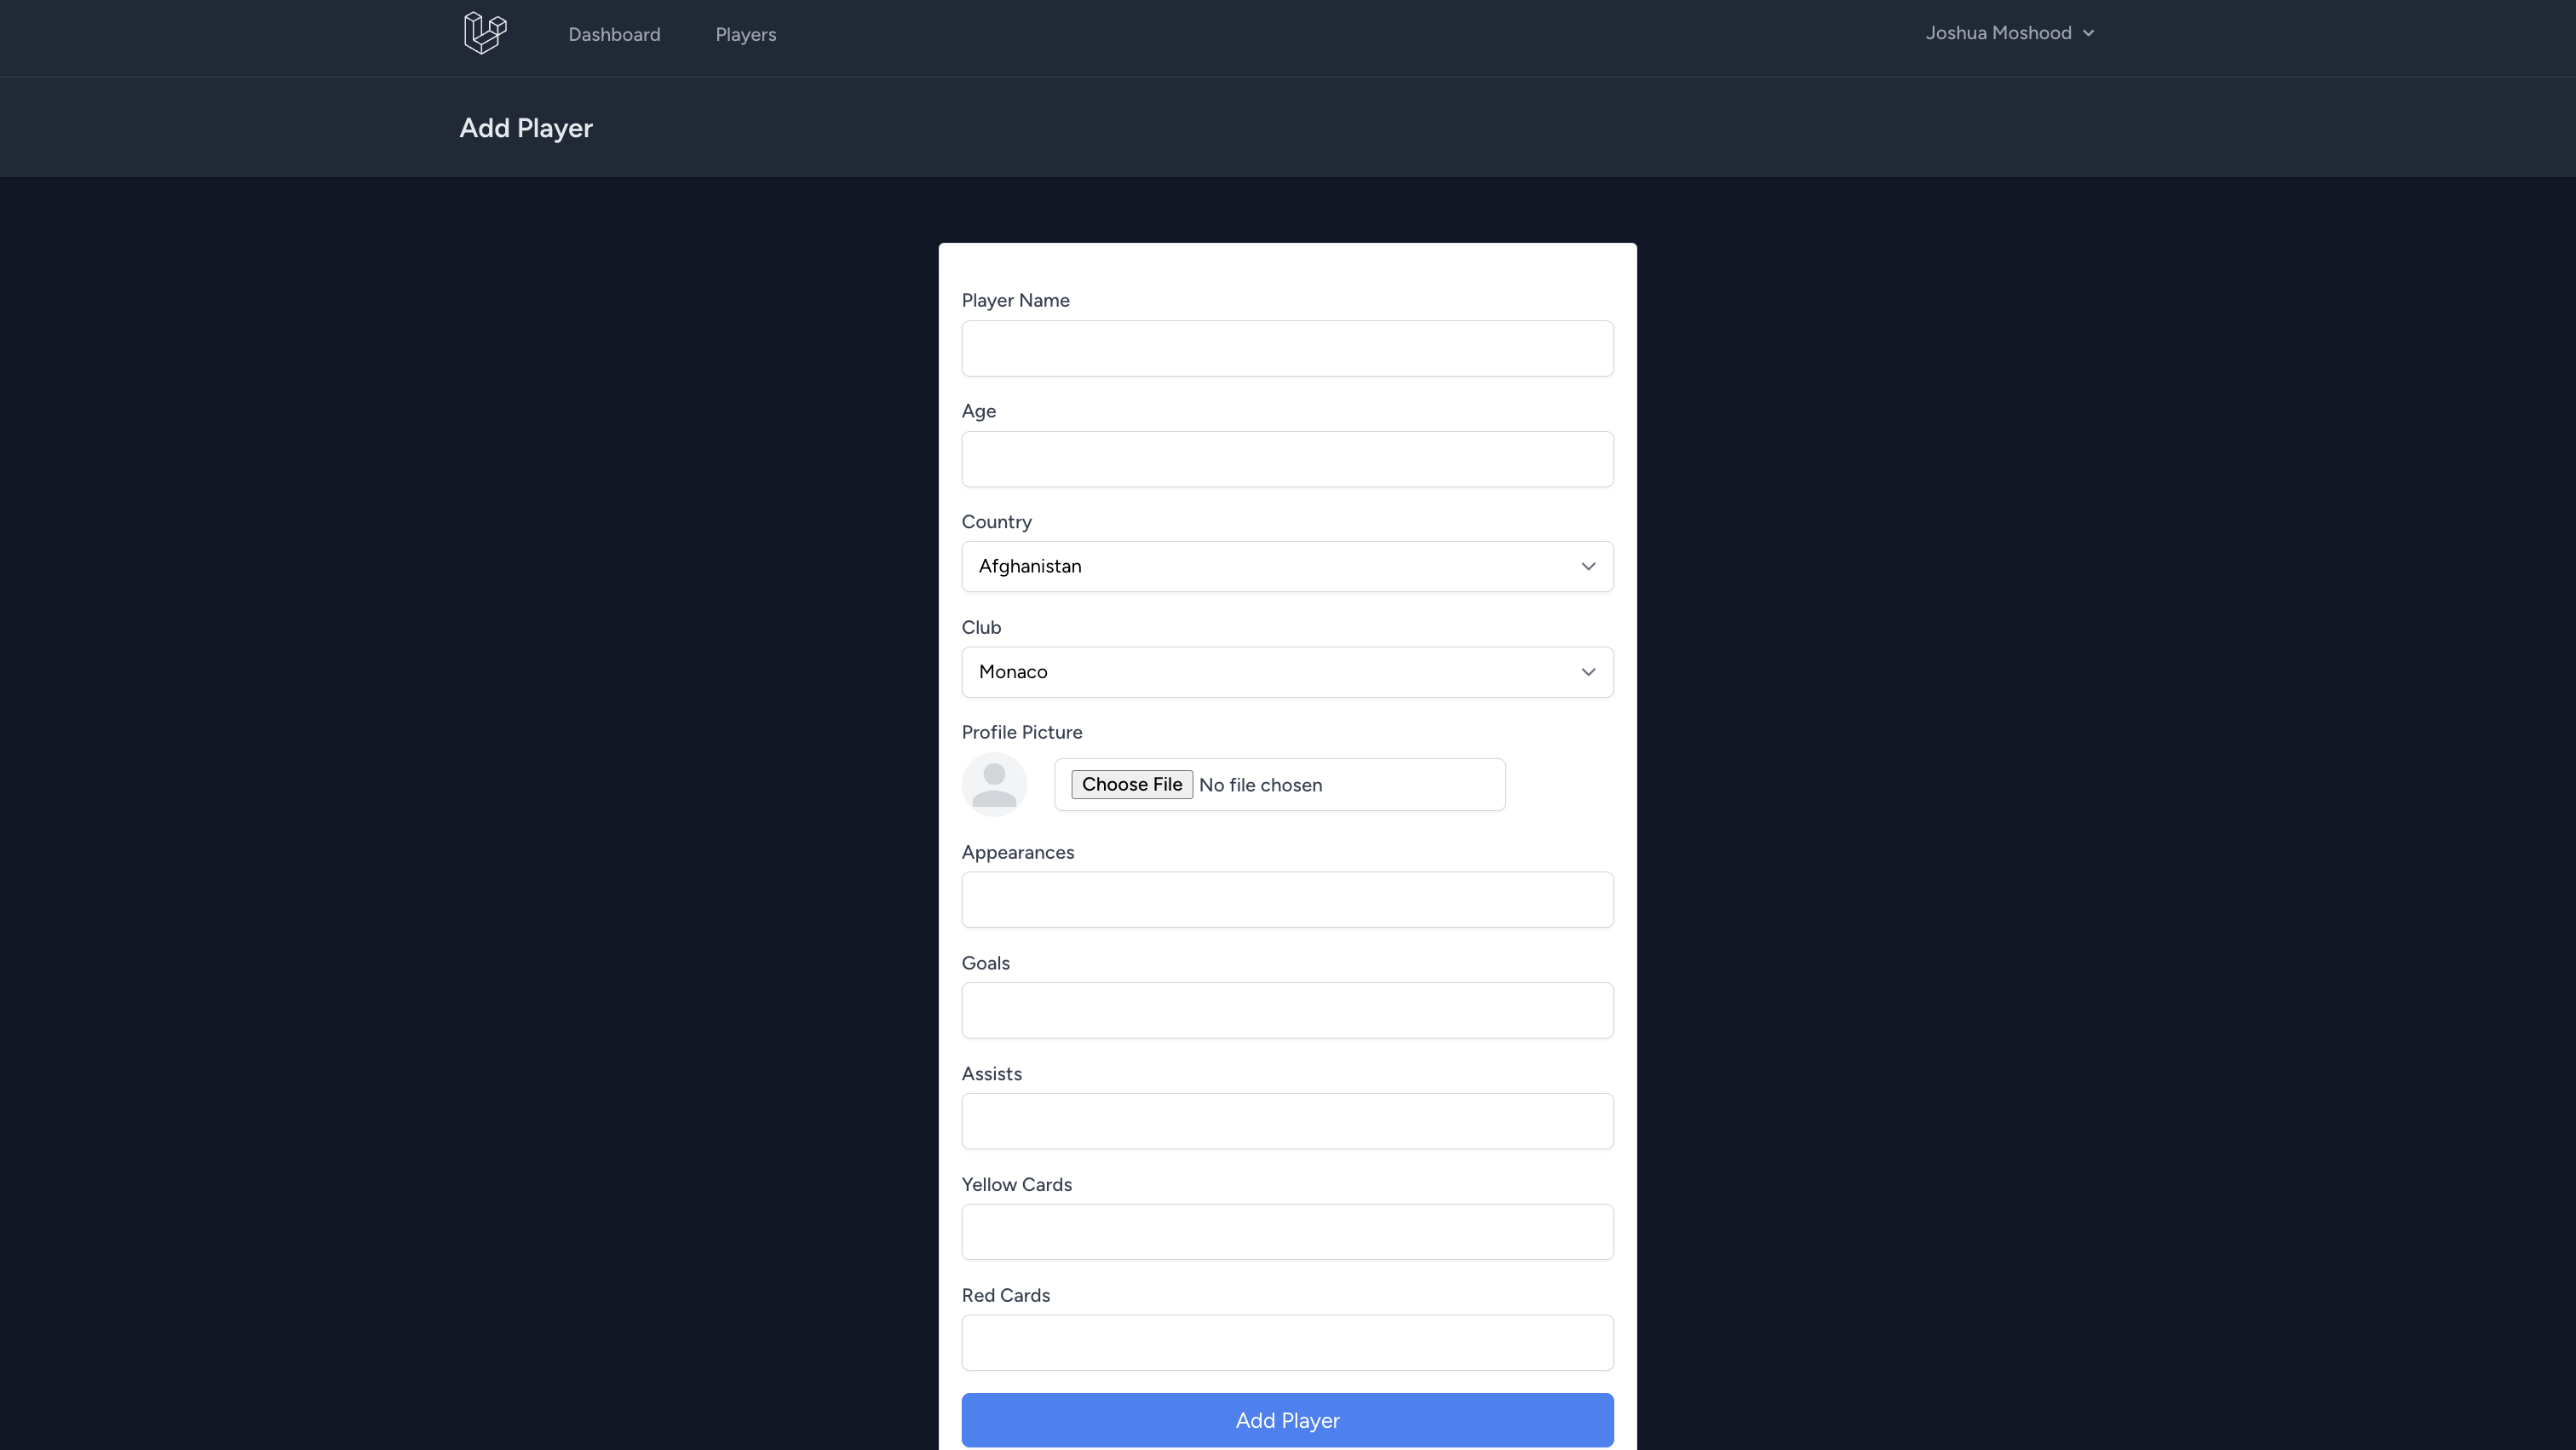 Dashboard Players Joshua Moshood
Add Player
Player Name
Age
Country
Afghanistan
Club
Monaco
Profile Picture
Choose File No file chosen
Appearances
Goals
Assists
Yellow Cards
Red Cards
Add Player